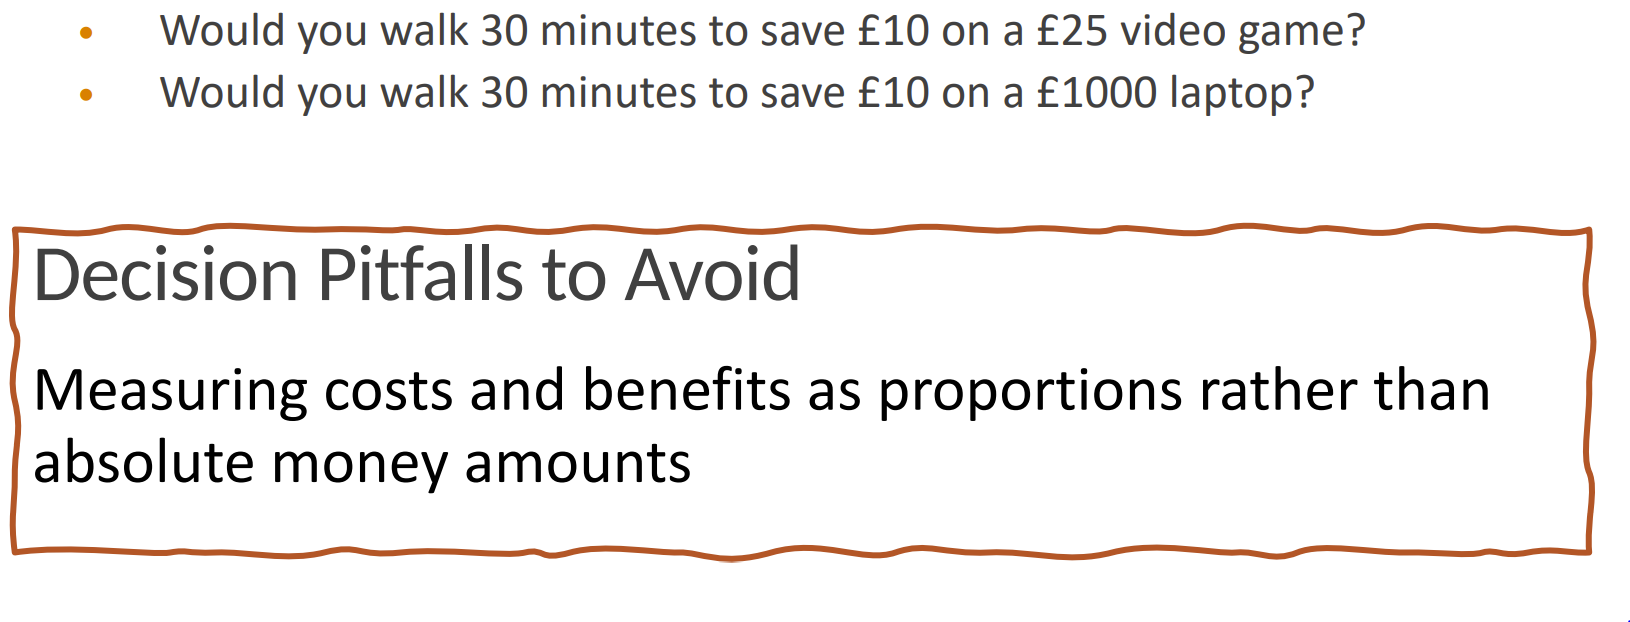 • Would you walk 30 minutes to save £10 on a £25 video game?
• Would you walk 30 minutes to save £10 on a £1000 laptop?
Decision Pitfalls to Avoid
Measuring costs and benefits as proportions rather than
absolute money amounts